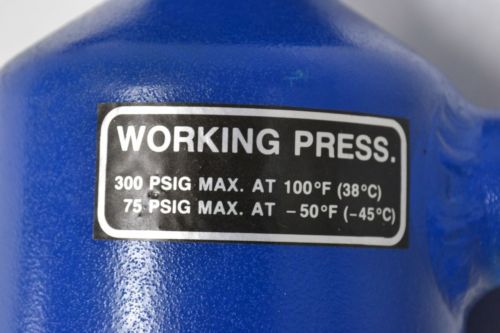 WORKING PRESS.
300 PSIG MAX. AT 100°F (38°C)
75 PSIG MAX. AT -50°F (-45°C)